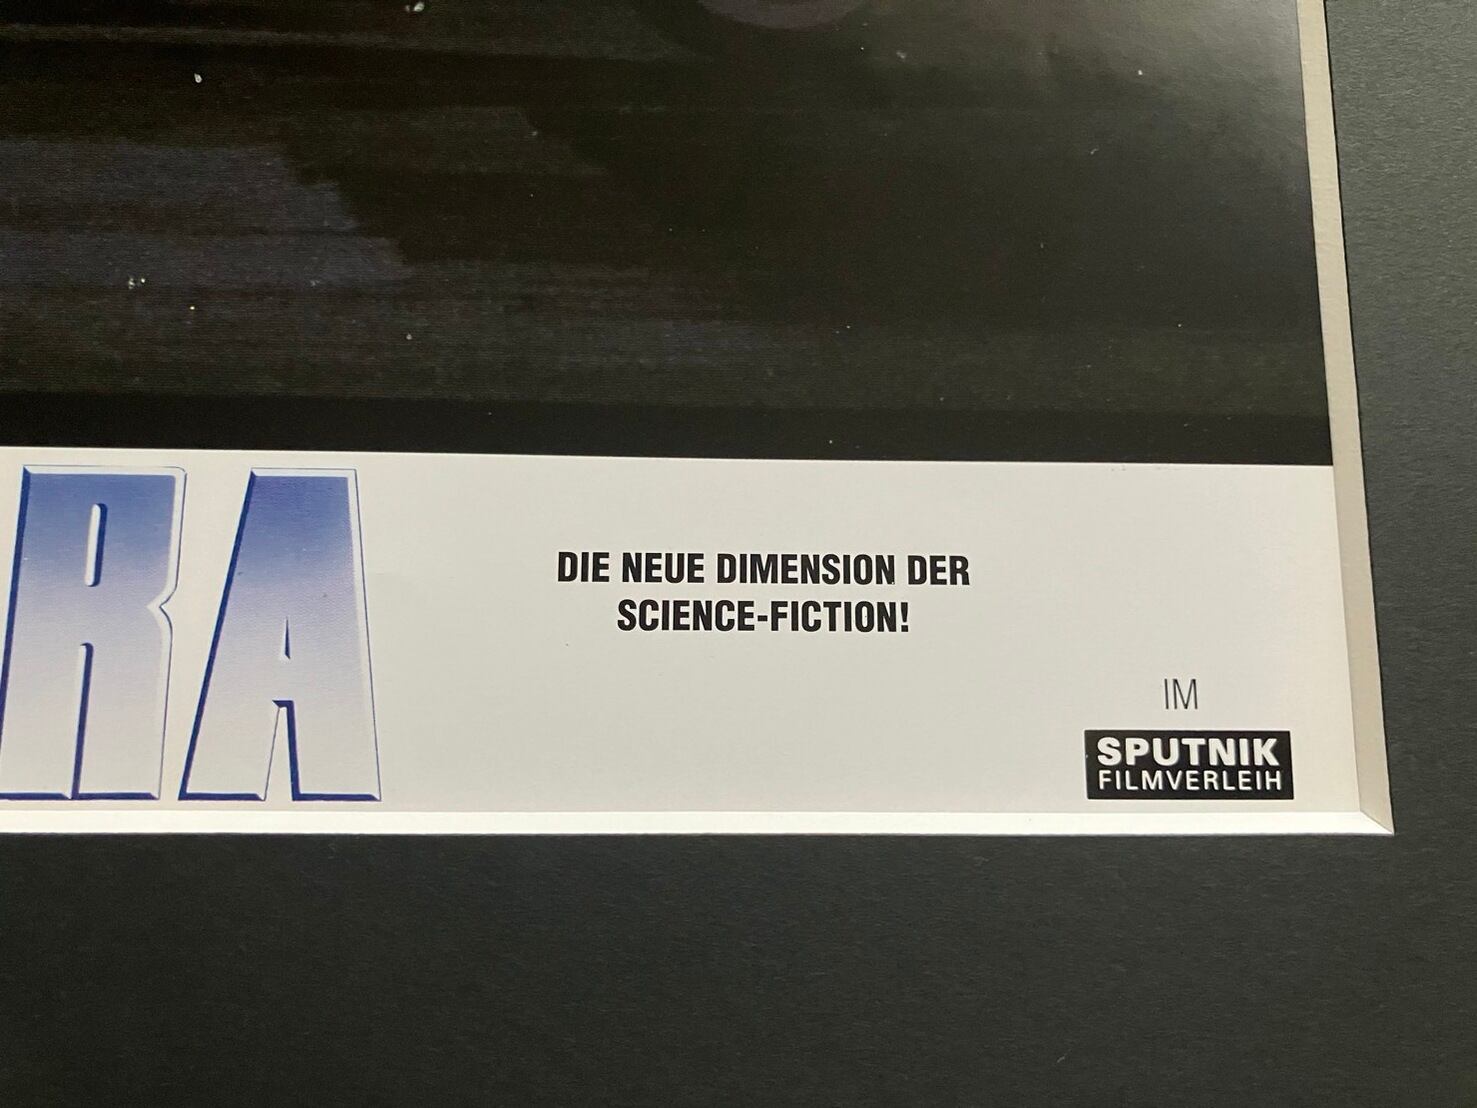 RA
DIE NEUE DIMENSION DER
SCIENCE-FICTION!
IM
SPUTNIK
FILMVERLEIH